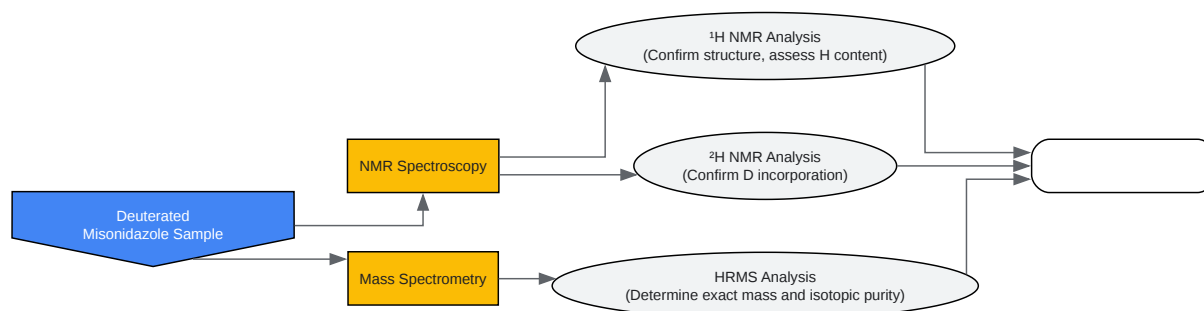 ¹H NMR Analysis
(Confirm structure, assess H content)
NMR Spectroscopy
²H NMR Analysis
(Confirm D incorporation)
Deuterated
Misonidazole Sample
Mass Spectrometry
HRMS Analysis
(Determine exact mass and isotopic purity)